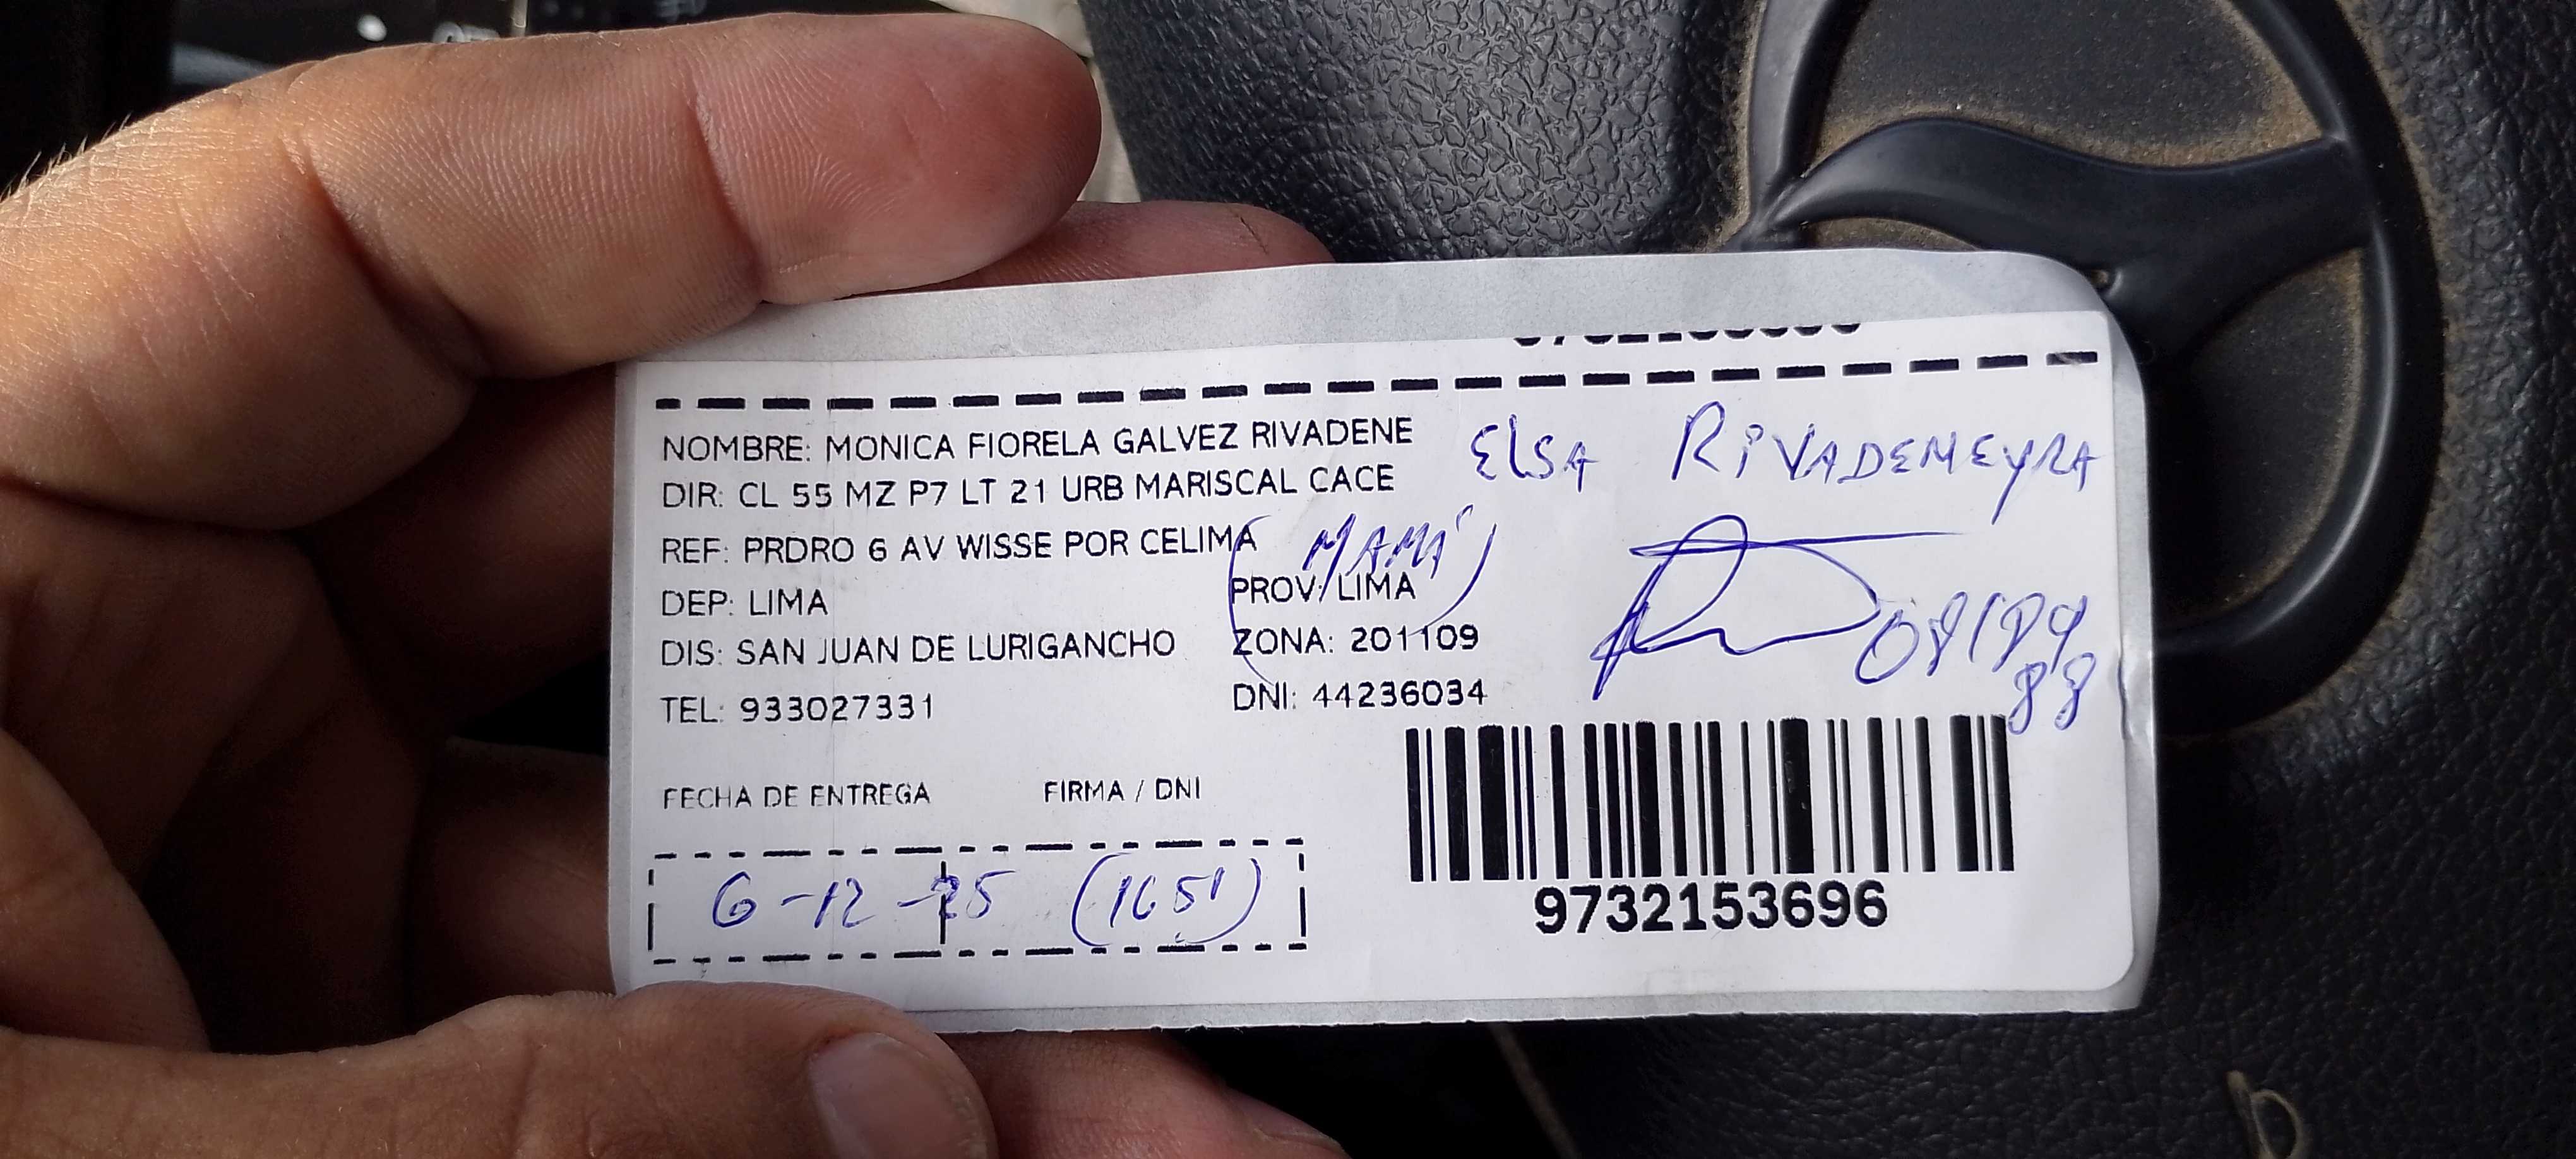 NOMBRE: MONICA FIORELA GALVEZ RIVADENE
ELSA RIVADENEYRA
DIR: CL 55 MZ P7 LT 21 URB MARISCAL CACE
REF: PRDRO 6 AV WISSE POR CELIMA
(MAMÁ)
DEP: LIMA PROV: LIMA
DIS: SAN JUAN DE LURIGANCHO ZONA: 201109
TEL: 933027331 DNI: 44236034
FECHA DE ENTREGA FIRMA / DNI
6-12-25 (1651)
9732153696